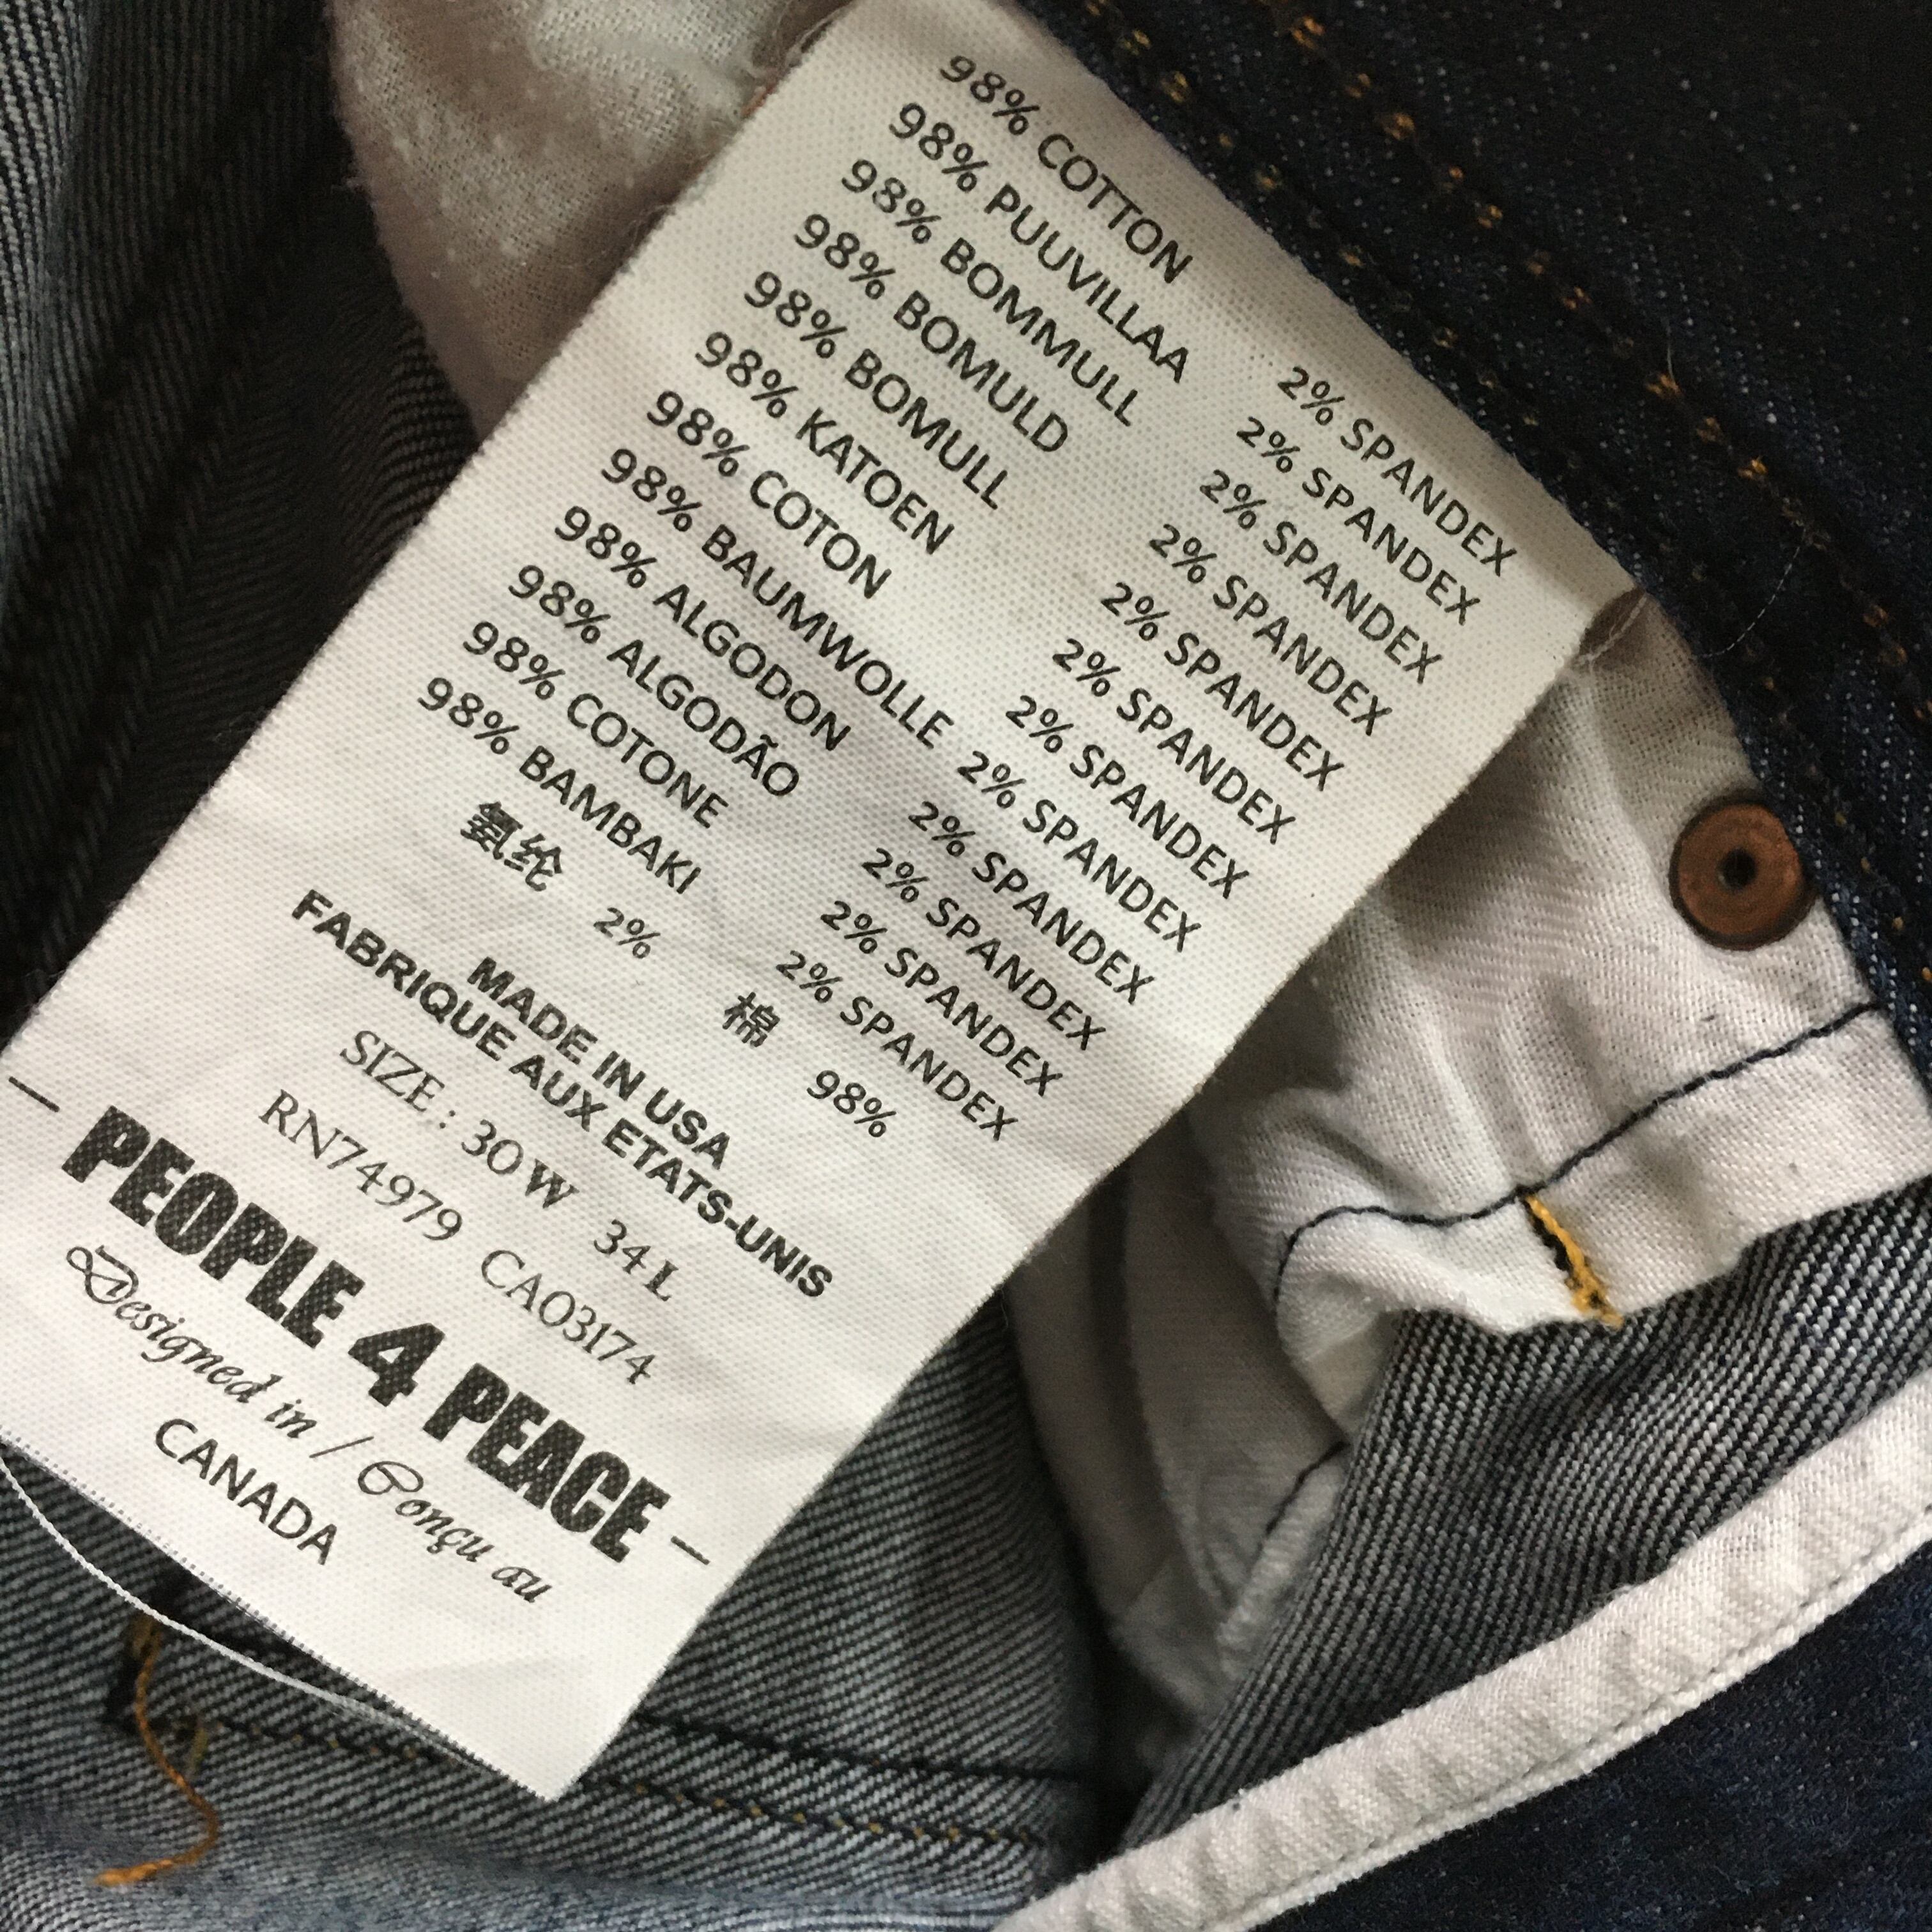 98% COTTON 2% SPANDEX
98% PUUVILLAA 2% SPANDEX
98% BOMMULL 2% SPANDEX
98% BOMULD 2% SPANDEX
98% BOMULL 2% SPANDEX
98% KATOEN 2% SPANDEX
98% COTON 2% SPANDEX
98% BAUMWOLLE 2% SPANDEX
98% ALGODON 2% SPANDEX
98% ALGODÃO 2% SPANDEX
98% COTONE 2% SPANDEX
98% BAMBAKI 2% SPANDEX
氨纶 2% 棉 98%
MADE IN USA
FABRIQUE AUX ETATS-UNIS
SIZE: 30W 34L
RN74979 CA03174
– PEOPLE 4 PEACE –
Designed in / Conçu au
CANADA